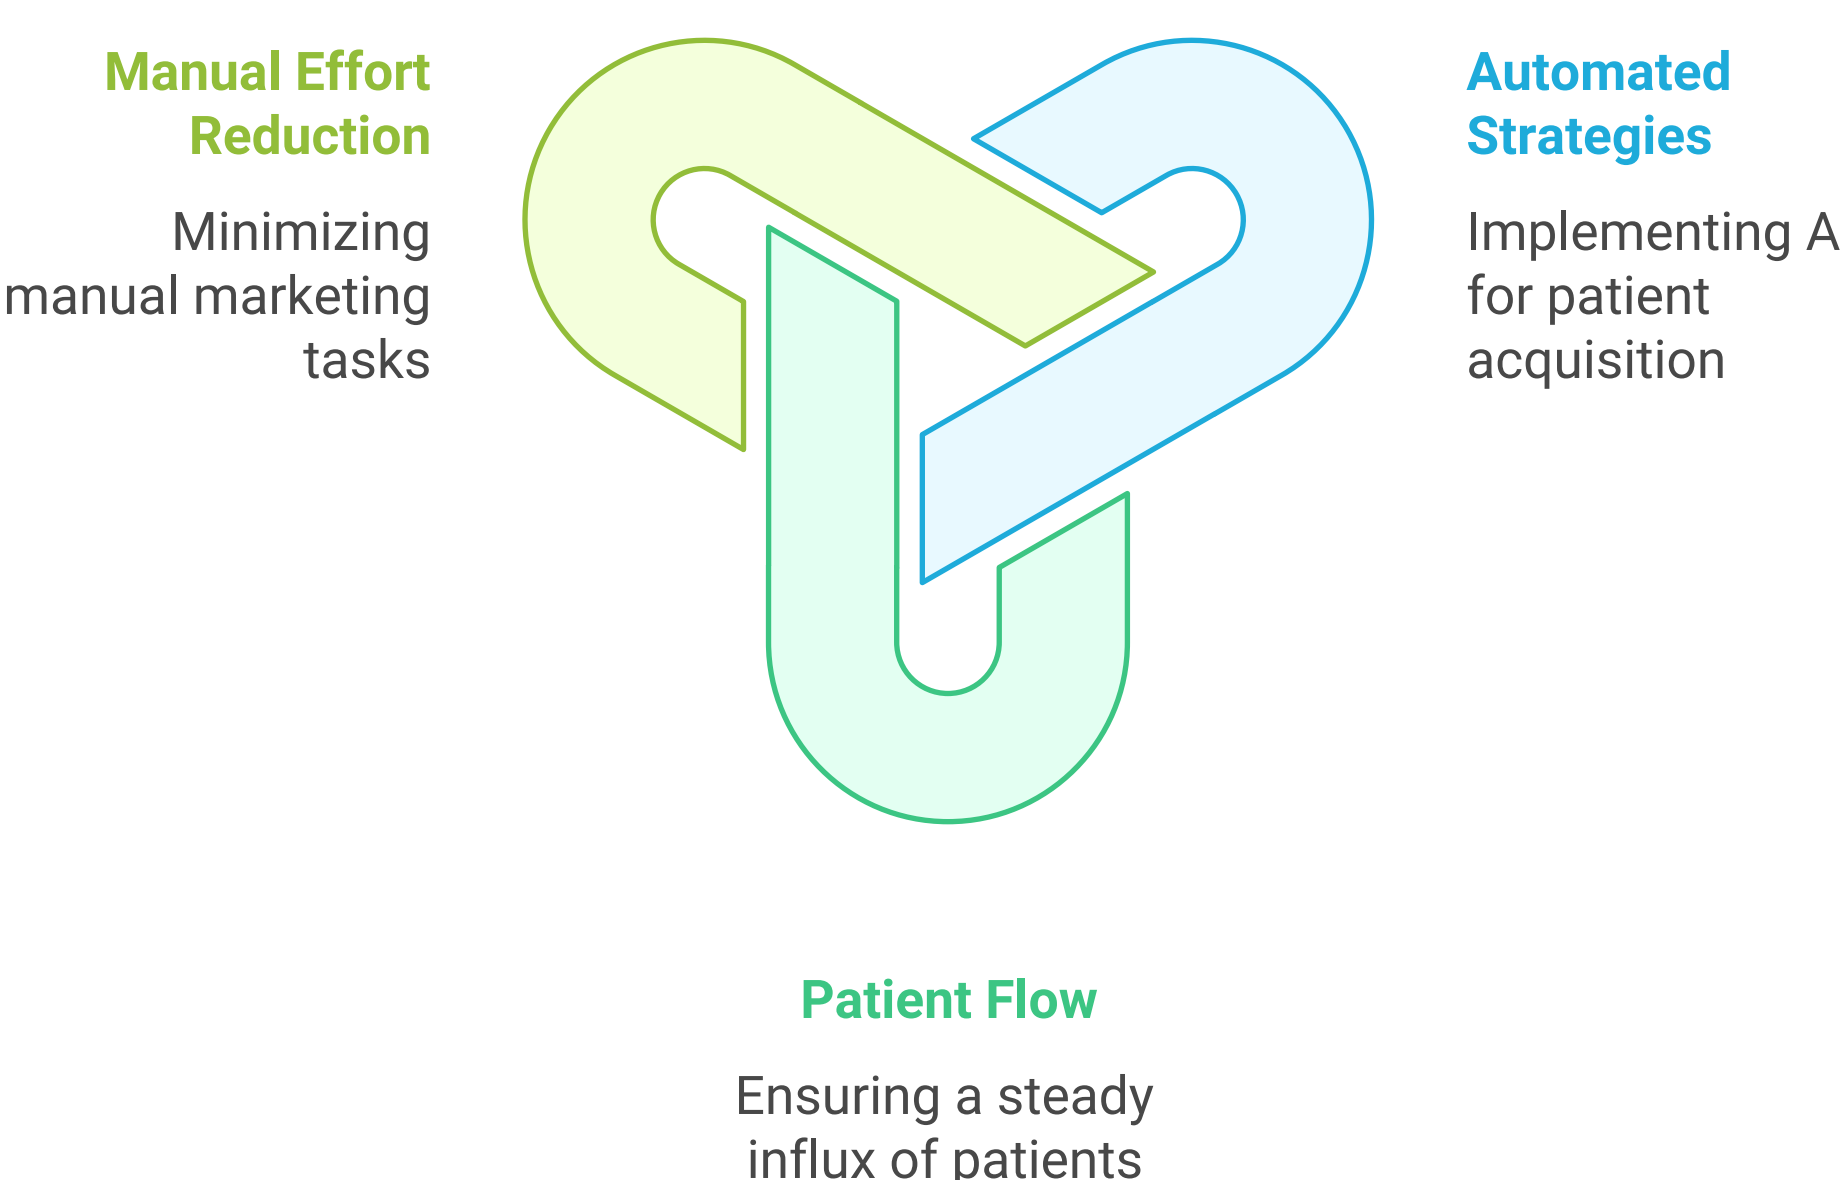 Manual Effort
Reduction
Minimizing
manual marketing
tasks
Automated
Strategies
Implementing A
for patient
acquisition
Patient Flow
Ensuring a steady
influx of patients